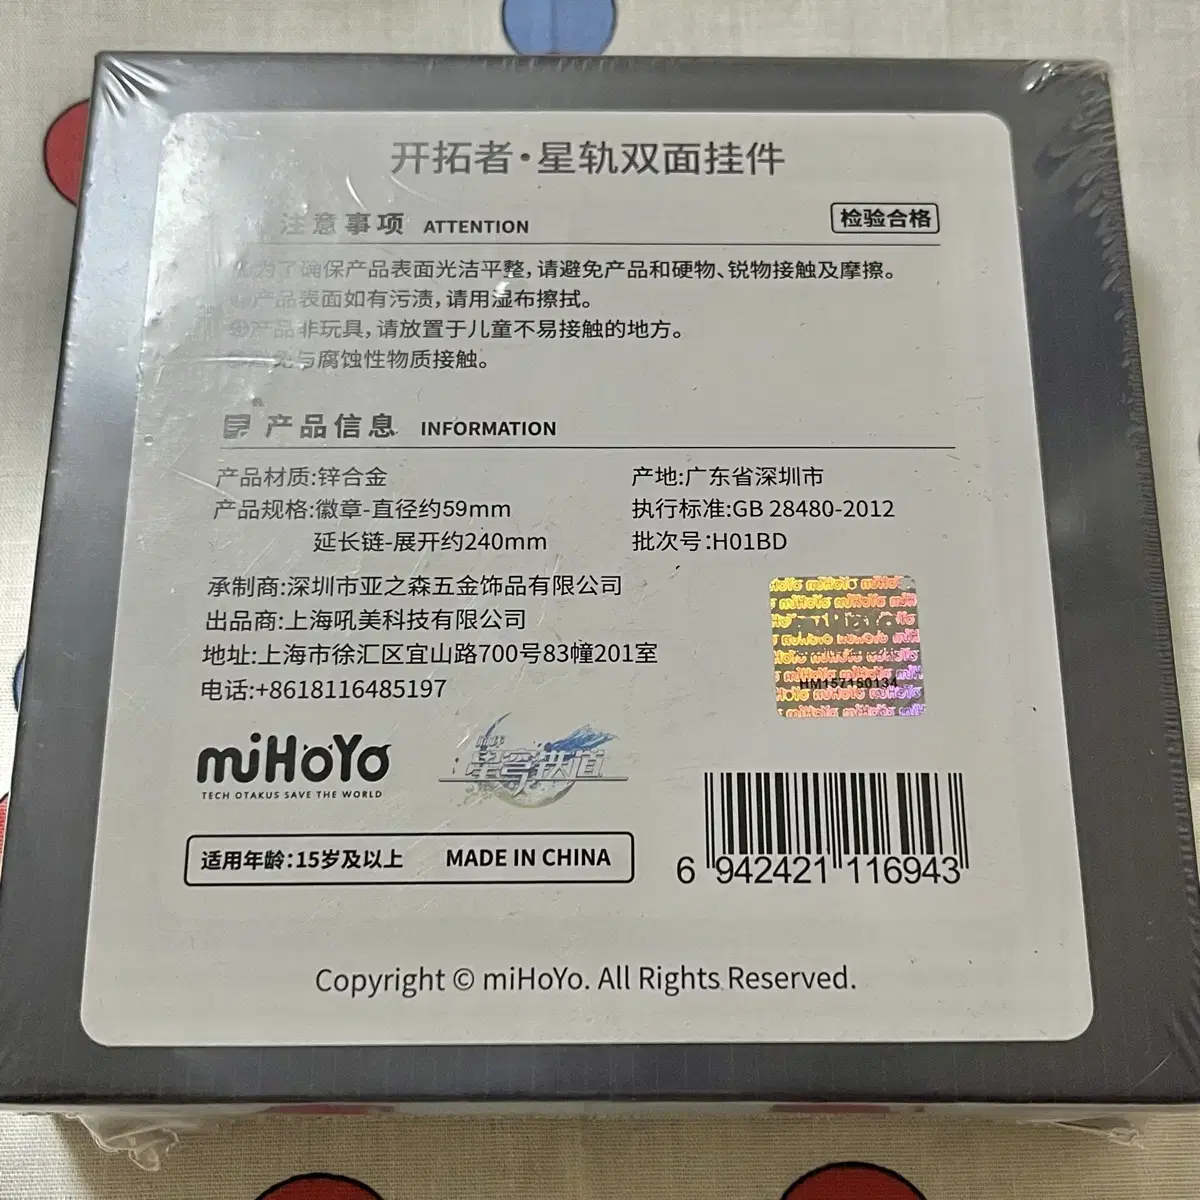 开拓者·星轨双面挂件
注意事项 ATTENTION
检验合格
为了确保产品表面光洁平整,请避免产品和硬物、锐物接触及摩擦。
产品表面如有污渍,请用湿布擦拭。
产品非玩具,请放置于儿童不易接触的地方。
避免与腐蚀性物质接触。
产品信息 INFORMATION
产品材质:锌合金
产品规格:徽章-直径约59mm
延长链-展开约240mm
产地:广东省深圳市
执行标准:GB 28480-2012
批次号:H01BD
承制商:深圳市亚之森五金饰品有限公司
出品商:上海吼美科技有限公司
地址:上海市徐汇区宜山路700号83幢201室
电话:+8618116485197
miHoYo
HM157150134
miHoYo
TECH OTAKUS SAVE THE WORLD
崩坏
星穹铁道
适用年龄:15岁及以上 MADE IN CHINA
6 942421 116943
Copyright © miHoYo. All Rights Reserved.